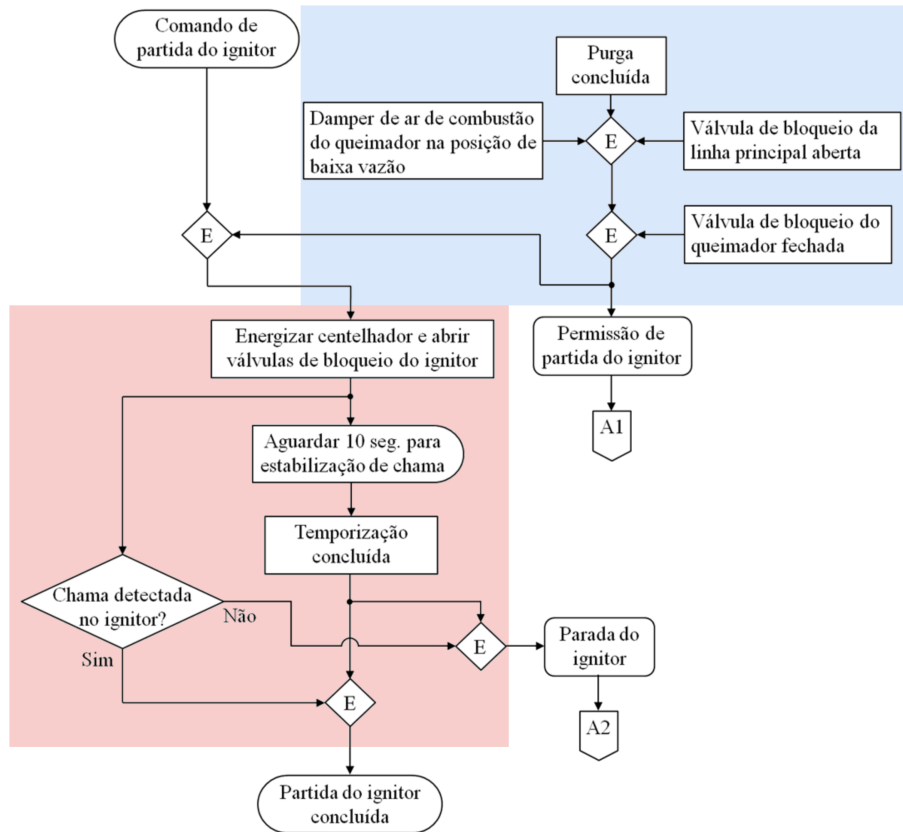 Comando de
partida do ignitor
Purga
concluída
Damper de ar de combustão
do queimador na posição de
baixa vazão
E
Válvula de bloqueio da
linha principal aberta
E
E
Válvula de bloqueio do
queimador fechada
Energizar centelhador e abrir
válvulas de bloqueio do ignitor
Permissão de
partida do ignitor
A1
Aguardar 10 seg. para
estabilização de chama
Temporização
concluída
Chama detectada
no ignitor?
Não
Sim
E
Parada do
ignitor
E
A2
Partida do ignitor
concluída